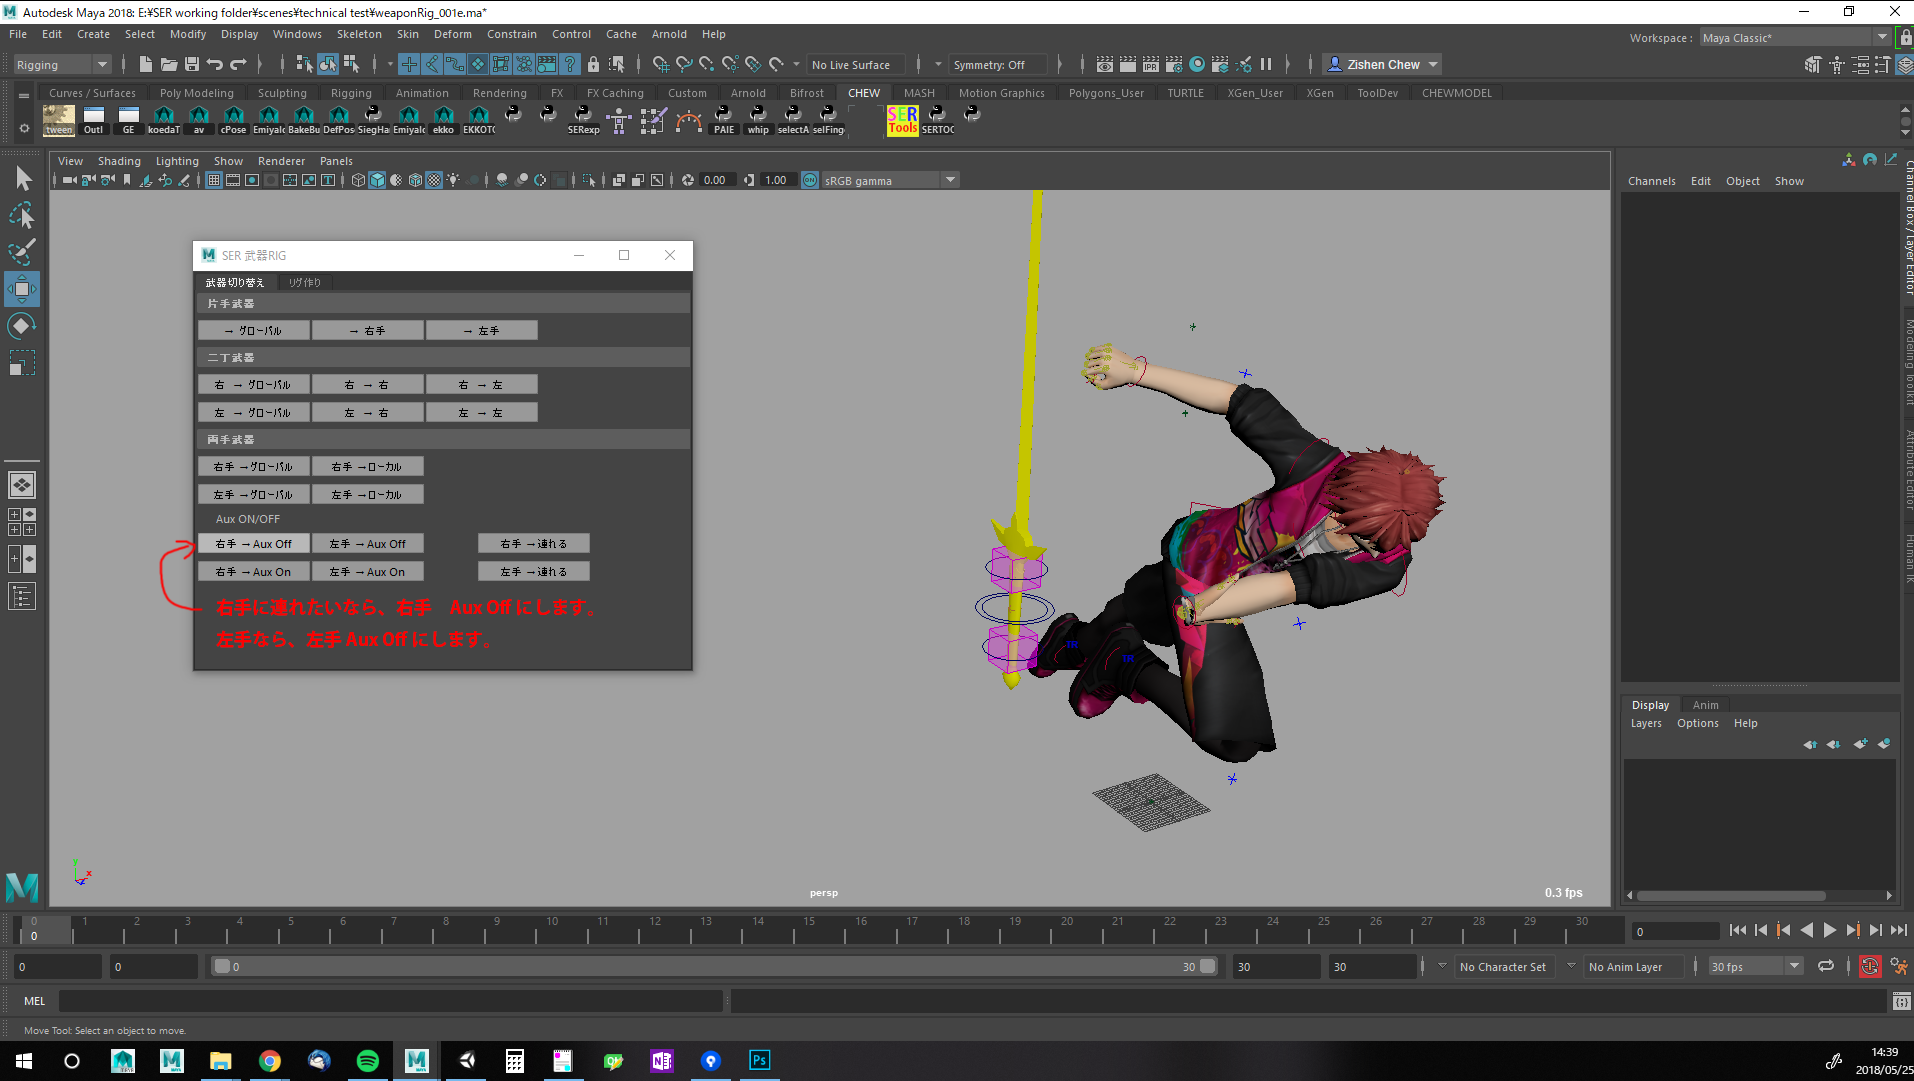 Autodesk Maya 2018: E:¥SER working folder¥scenes¥technical test¥weaponRig_001e.ma*
File Edit Create Select Modify Display Windows Skeleton Skin Deform Constrain Control Cache Arnold Help
Workspace : Maya Classic*
Rigging
No Live Surface
Symmetry: Off
Zishen Chew
Curves / Surfaces Poly Modeling Sculpting Rigging Animation Rendering FX FX Caching Custom Arnold Bifrost CHEW MASH Motion Graphics Polygons_User TURTLE XGen_User XGen ToolDev CHEWMODEL
tween Outl GE koedaT av cPose Emiyalc BakeBu DefPos SiegHar Emiyalc ekko EKKOTC SERexp PAIE whip selectA selFing SER Tools SERTOC
View Shading Lighting Show Renderer Panels
0.00 1.00 sRGB gamma
Channels Edit Object Show
Channel Box / Layer Editor
Modeling Toolkit
Attribute Editor
Human IK
SER 武器RIG
武器切り替え リグ作り
片手武器
→ グローバル → 右手 → 左手
二丁武器
右 → グローバル 右 → 右 右 → 左
左 → グローバル 左 → 右 左 → 左
両手武器
右手 →グローバル 右手 →ローカル
左手 →グローバル 左手 →ローカル
Aux ON/OFF
右手 → Aux Off 左手 → Aux Off 右手 →連れる
右手 → Aux On 左手 → Aux On 左手 →連れる
右手に連れたいなら、右手 Aux Off にします。
左手なら、左手 Aux Off にします。
persp
0.3 fps
Display Anim
Layers Options Help
0 1 2 3 4 5 6 7 8 9 10 11 12 13 14 15 16 17 18 19 20 21 22 23 24 25 26 27 28 29 30
0
0
0 0 0 30 30 30
No Character Set No Anim Layer 30 fps
MEL
Move Tool: Select an object to move.
14:39
2018/05/25